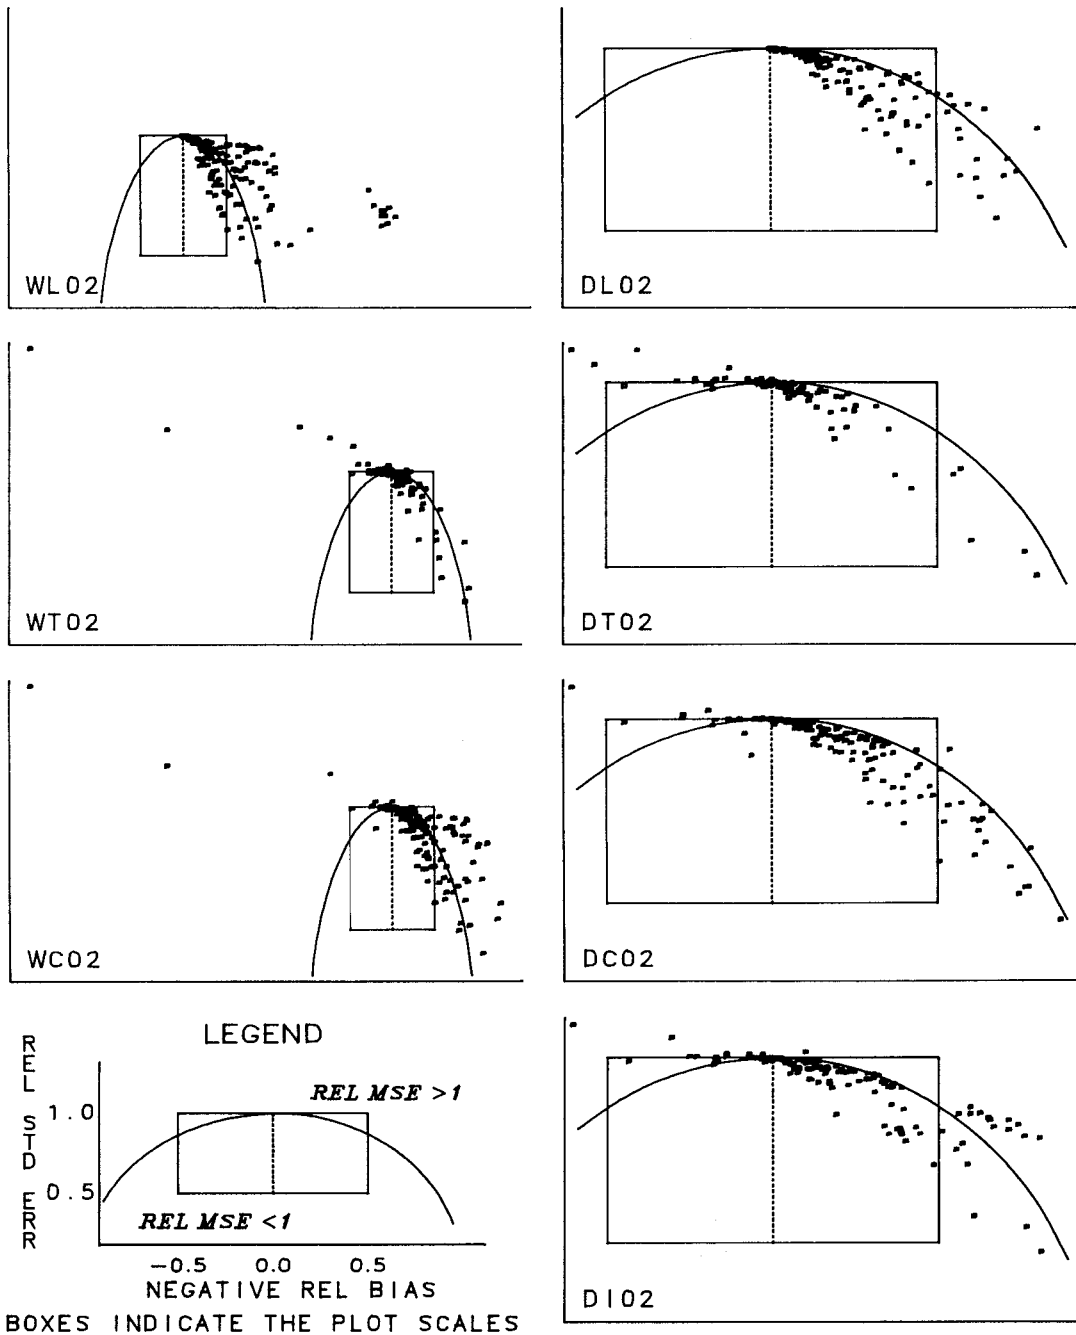 WL02
DL02
WT02
DT02
WC02
DC02
LEGEND
REL STD ERR
REL MSE >1
1.0
0.5
REL MSE <1
-0.5 0.0 0.5
NEGATIVE REL BIAS
BOXES INDICATE THE PLOT SCALES
DI02